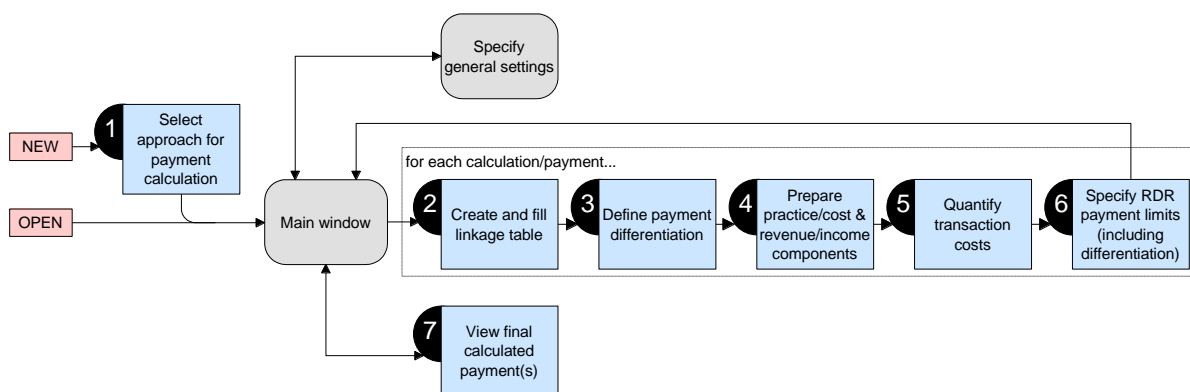 Specify
general settings
1
Select
approach for
payment
calculation
NEW
OPEN
Main window
for each calculation/payment...
2
Create and fill
linkage table
3
Define payment
differentiation
4
Prepare
practice/cost &
revenue/income
components
5
Quantify
transaction
costs
6
Specify RDR
payment limits
(including
differentiation)
7
View final
calculated
payment(s)